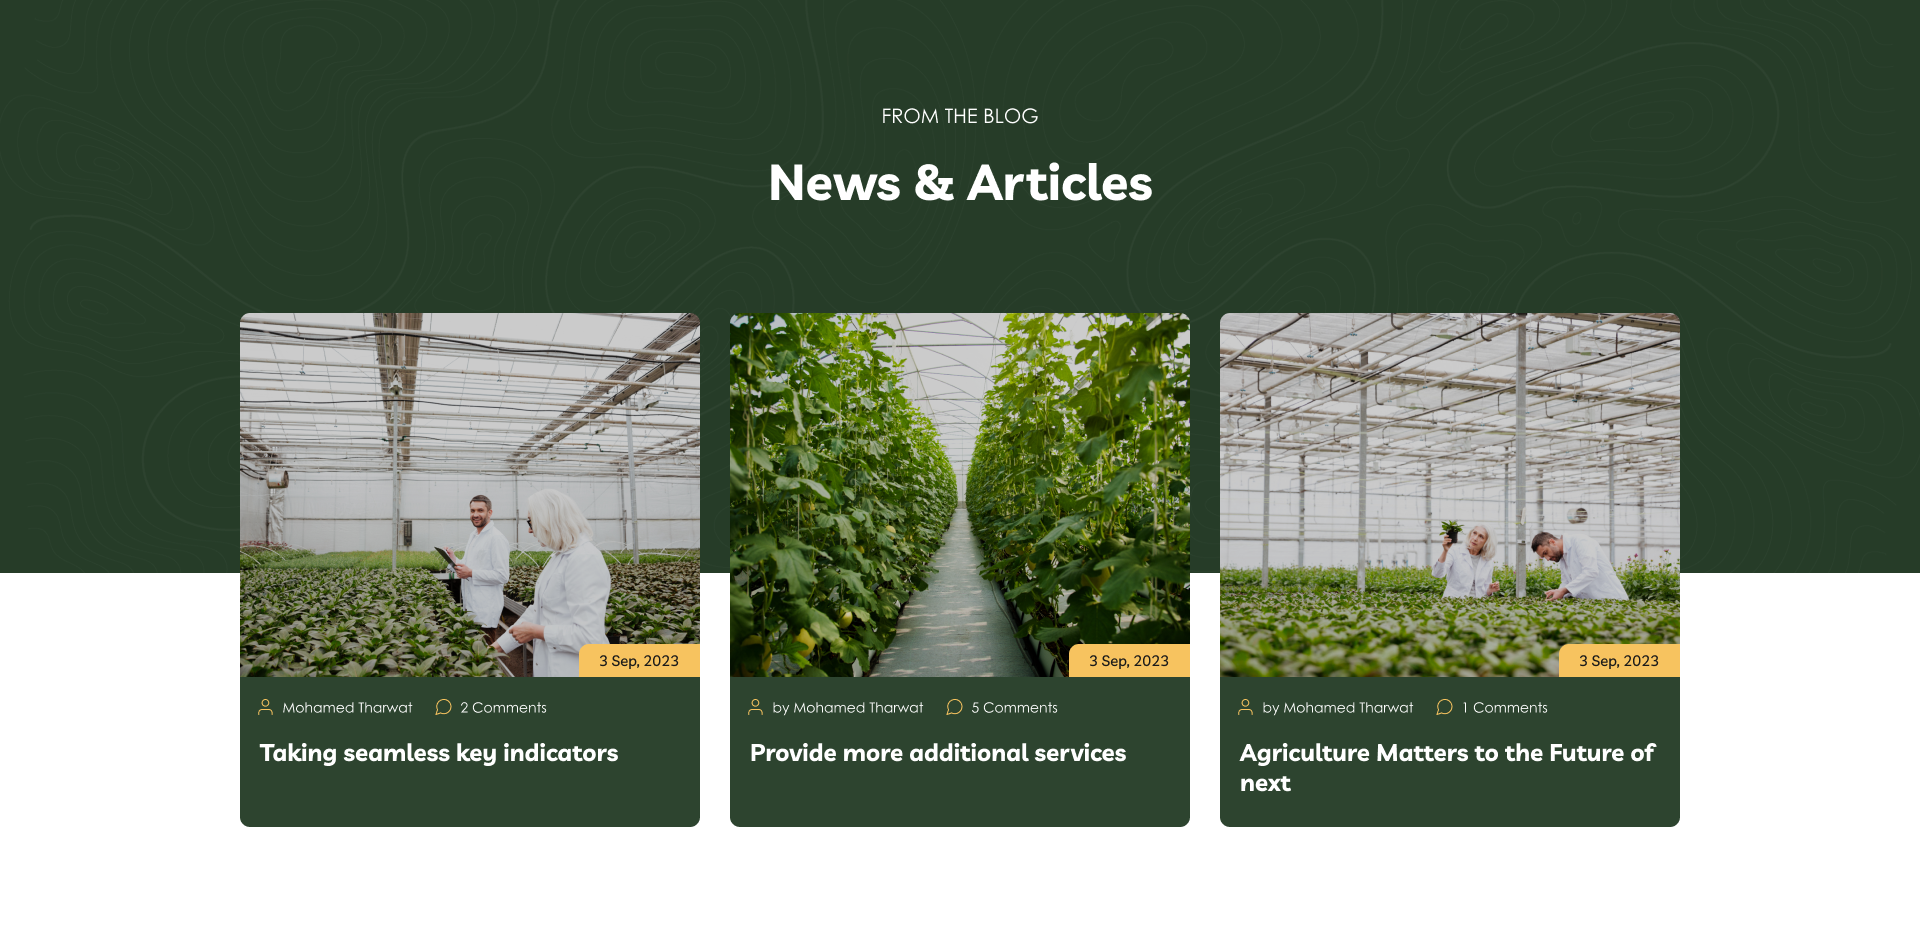 FROM THE BLOG
News & Articles
3 Sep, 2023
Mohamed Tharwat
2 Comments
Taking seamless key indicators
3 Sep, 2023
by Mohamed Tharwat
5 Comments
Provide more additional services
3 Sep, 2023
by Mohamed Tharwat
1 Comments
Agriculture Matters to the Future of
next